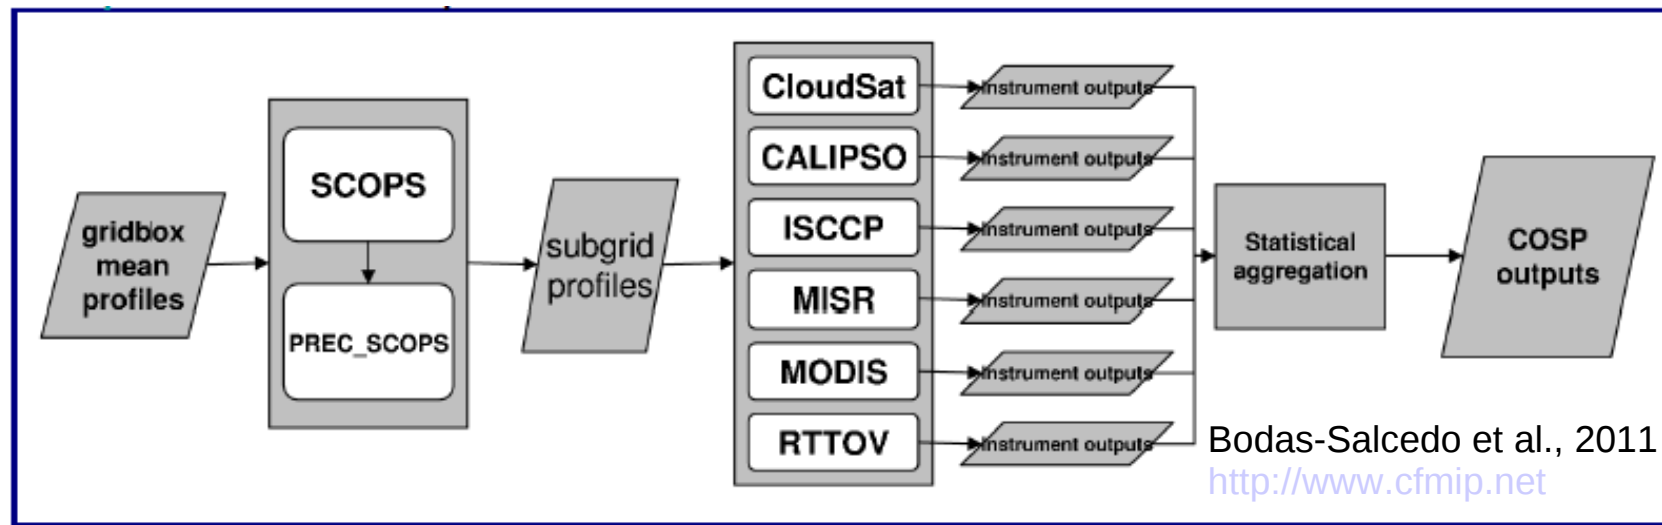 gridbox
mean
profiles
SCOPS
PREC_SCOPS
subgrid
profiles
CloudSat
CALIPSO
ISCCP
MISR
MODIS
RTTOV
Instrument outputs
Instrument outputs
Instrument outputs
Instrument outputs
Instrument outputs
Instrument outputs
Statistical
aggregation
COSP
outputs
Bodas-Salcedo et al., 2011
http://www.cfmip.net